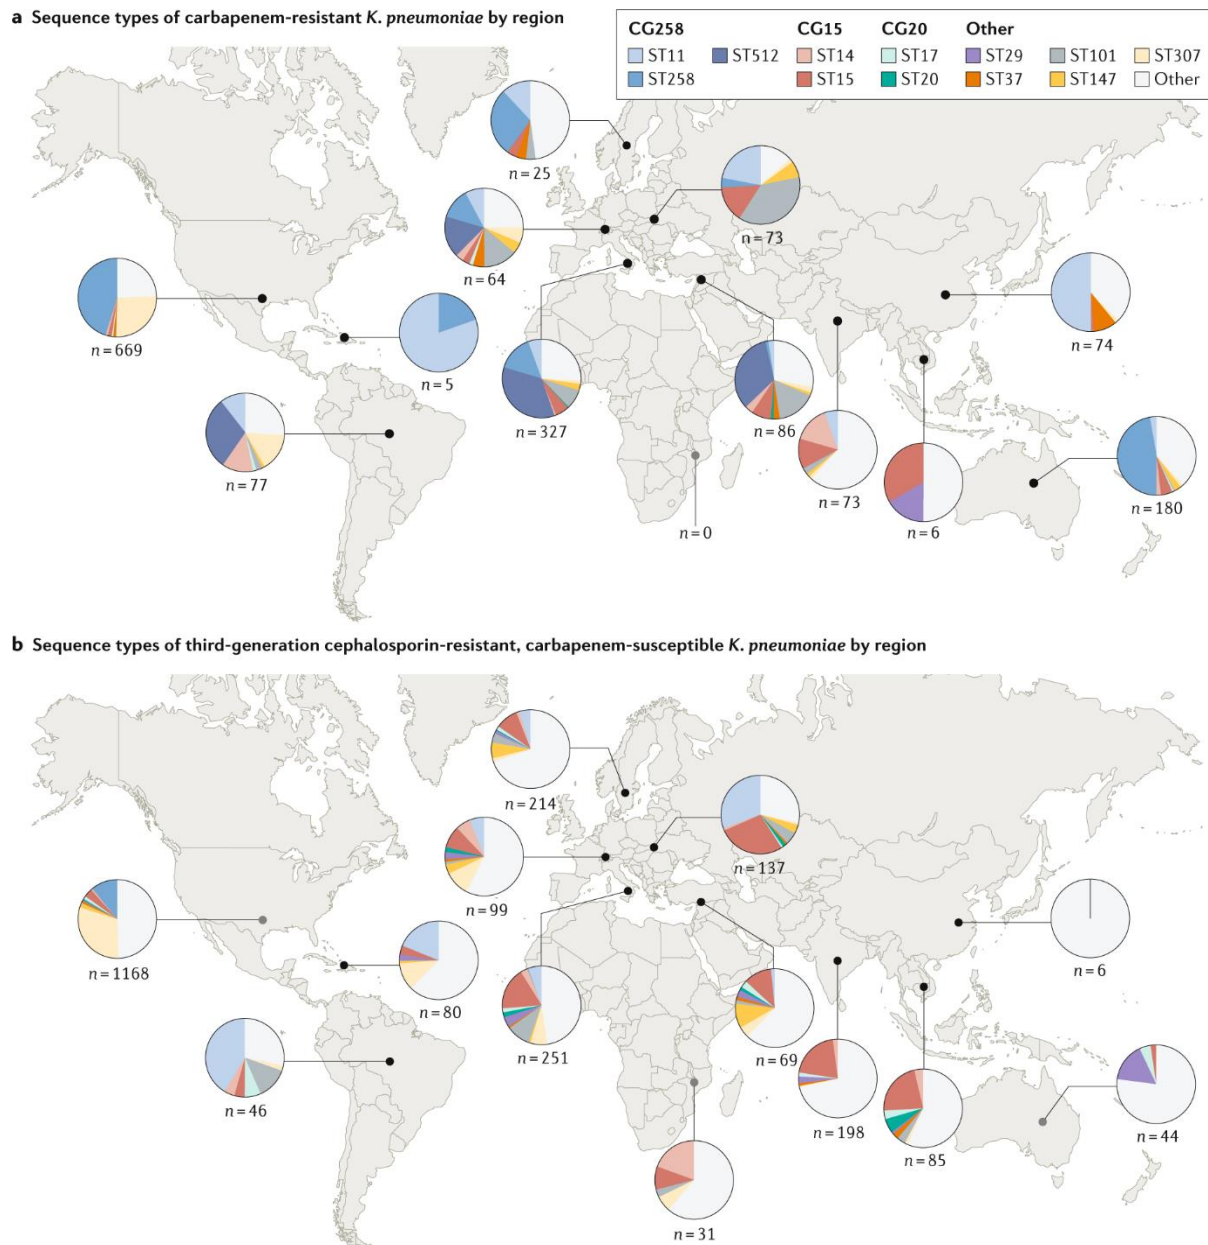 a Sequence types of carbapenem-resistant K. pneumoniae by region
CG258 CG15 CG20 Other
ST11 ST512 ST14 ST17 ST29 ST101 ST307
ST258 ST15 ST20 ST37 ST147 Other
n = 25
n = 73
n = 64
n = 669
n = 5
n = 74
n = 327
n = 86
n = 77
n = 73
n = 6
n = 180
n = 0
b Sequence types of third-generation cephalosporin-resistant, carbapenem-susceptible K. pneumoniae by region
n = 214
n = 137
n = 99
n = 1168
n = 6
n = 80
n = 251
n = 69
n = 46
n = 198
n = 85
n = 44
n = 31